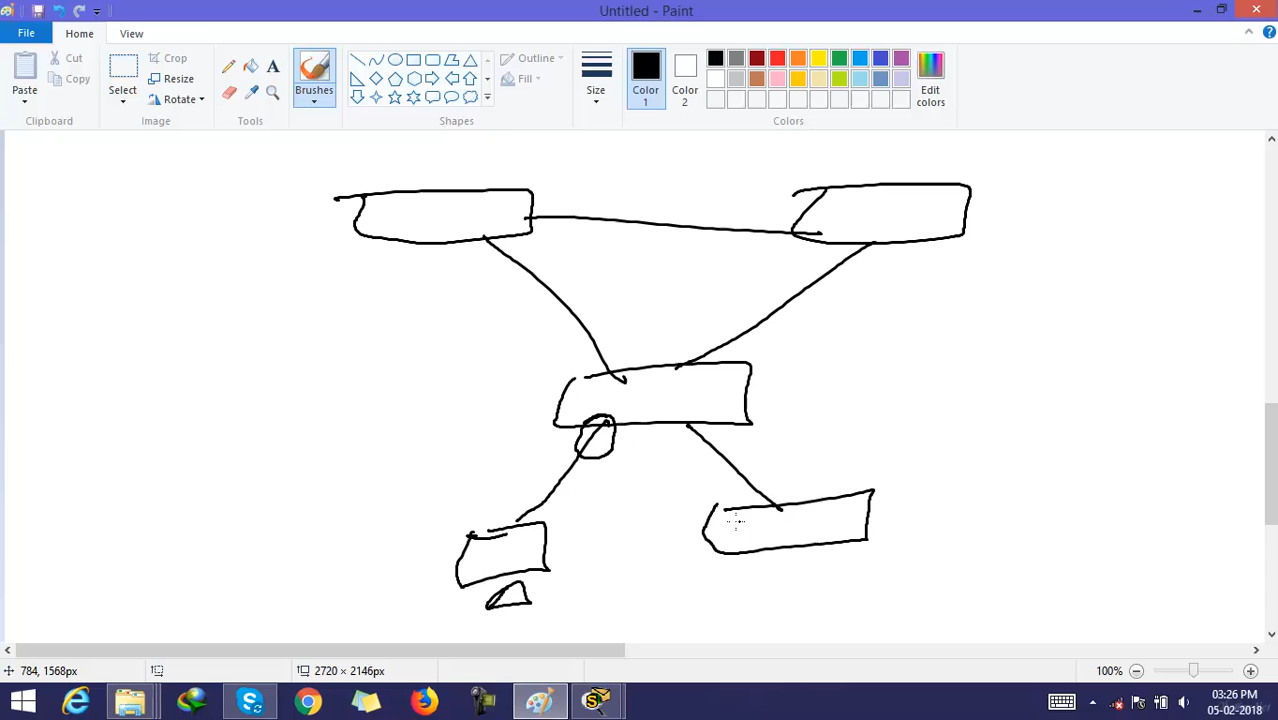 Untitled - Paint
File
Home
View
Paste
Cut
Copy
Clipboard
Select
Crop
Resize
Rotate
Image
A
Tools
Brushes
Shapes
Outline
Fill
Size
Color
1
Color
2
Edit
colors
Colors
784, 1568px
2720 × 2146px
100%
03:26 PM
05-02-2018